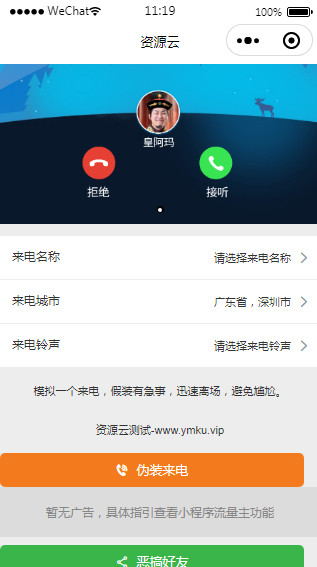 WeChat 11:19 100%
资源云
皇阿玛
拒绝 接听
来电名称 请选择来电名称
来电城市 广东省，深圳市
来电铃声 请选择来电铃声
模拟一个来电，假装有急事，迅速离场，避免尴尬。
资源云测试-www.ymku.vip
伪装来电
暂无广告，具体指引查看小程序流量主功能
恶搞好友